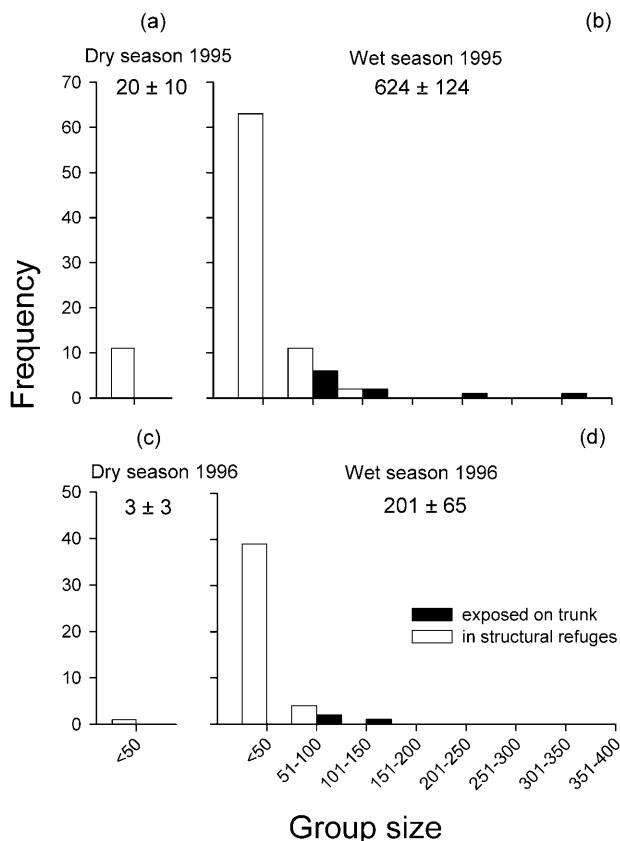 (a)
(b)
Dry season 1995
Wet season 1995
20 ± 10
624 ± 124
70
60
50
40
30
20
10
0
Frequency
(c)
(d)
Dry season 1996
Wet season 1996
3 ± 3
201 ± 65
50
40
30
20
10
0
exposed on trunk
in structural refuges
<50
<50
51-100
101-150
151-200
201-250
251-300
301-350
351-400
Group size